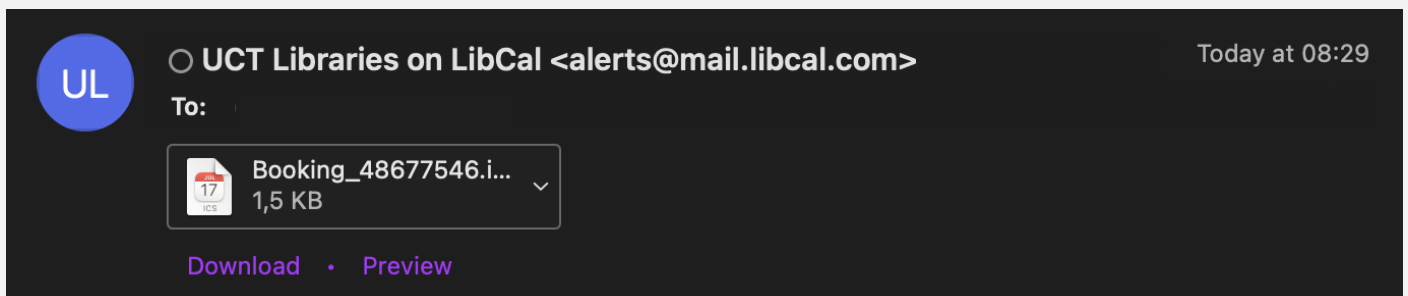 UL
UCT Libraries on LibCal <alerts@mail.libcal.com>
Today at 08:29
To:
JUL
17
ICS
Booking_48677546.i...
1,5 KB
Download • Preview